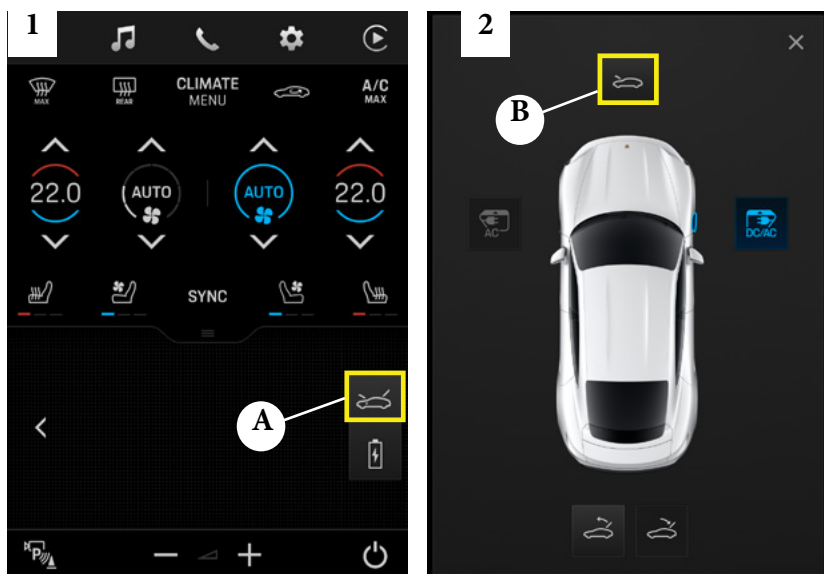 1
MAX
REAR
CLIMATE
MENU
A/C
MAX
22.0
AUTO
AUTO
22.0
SYNC
A
P
2
B
AC
DC/AC